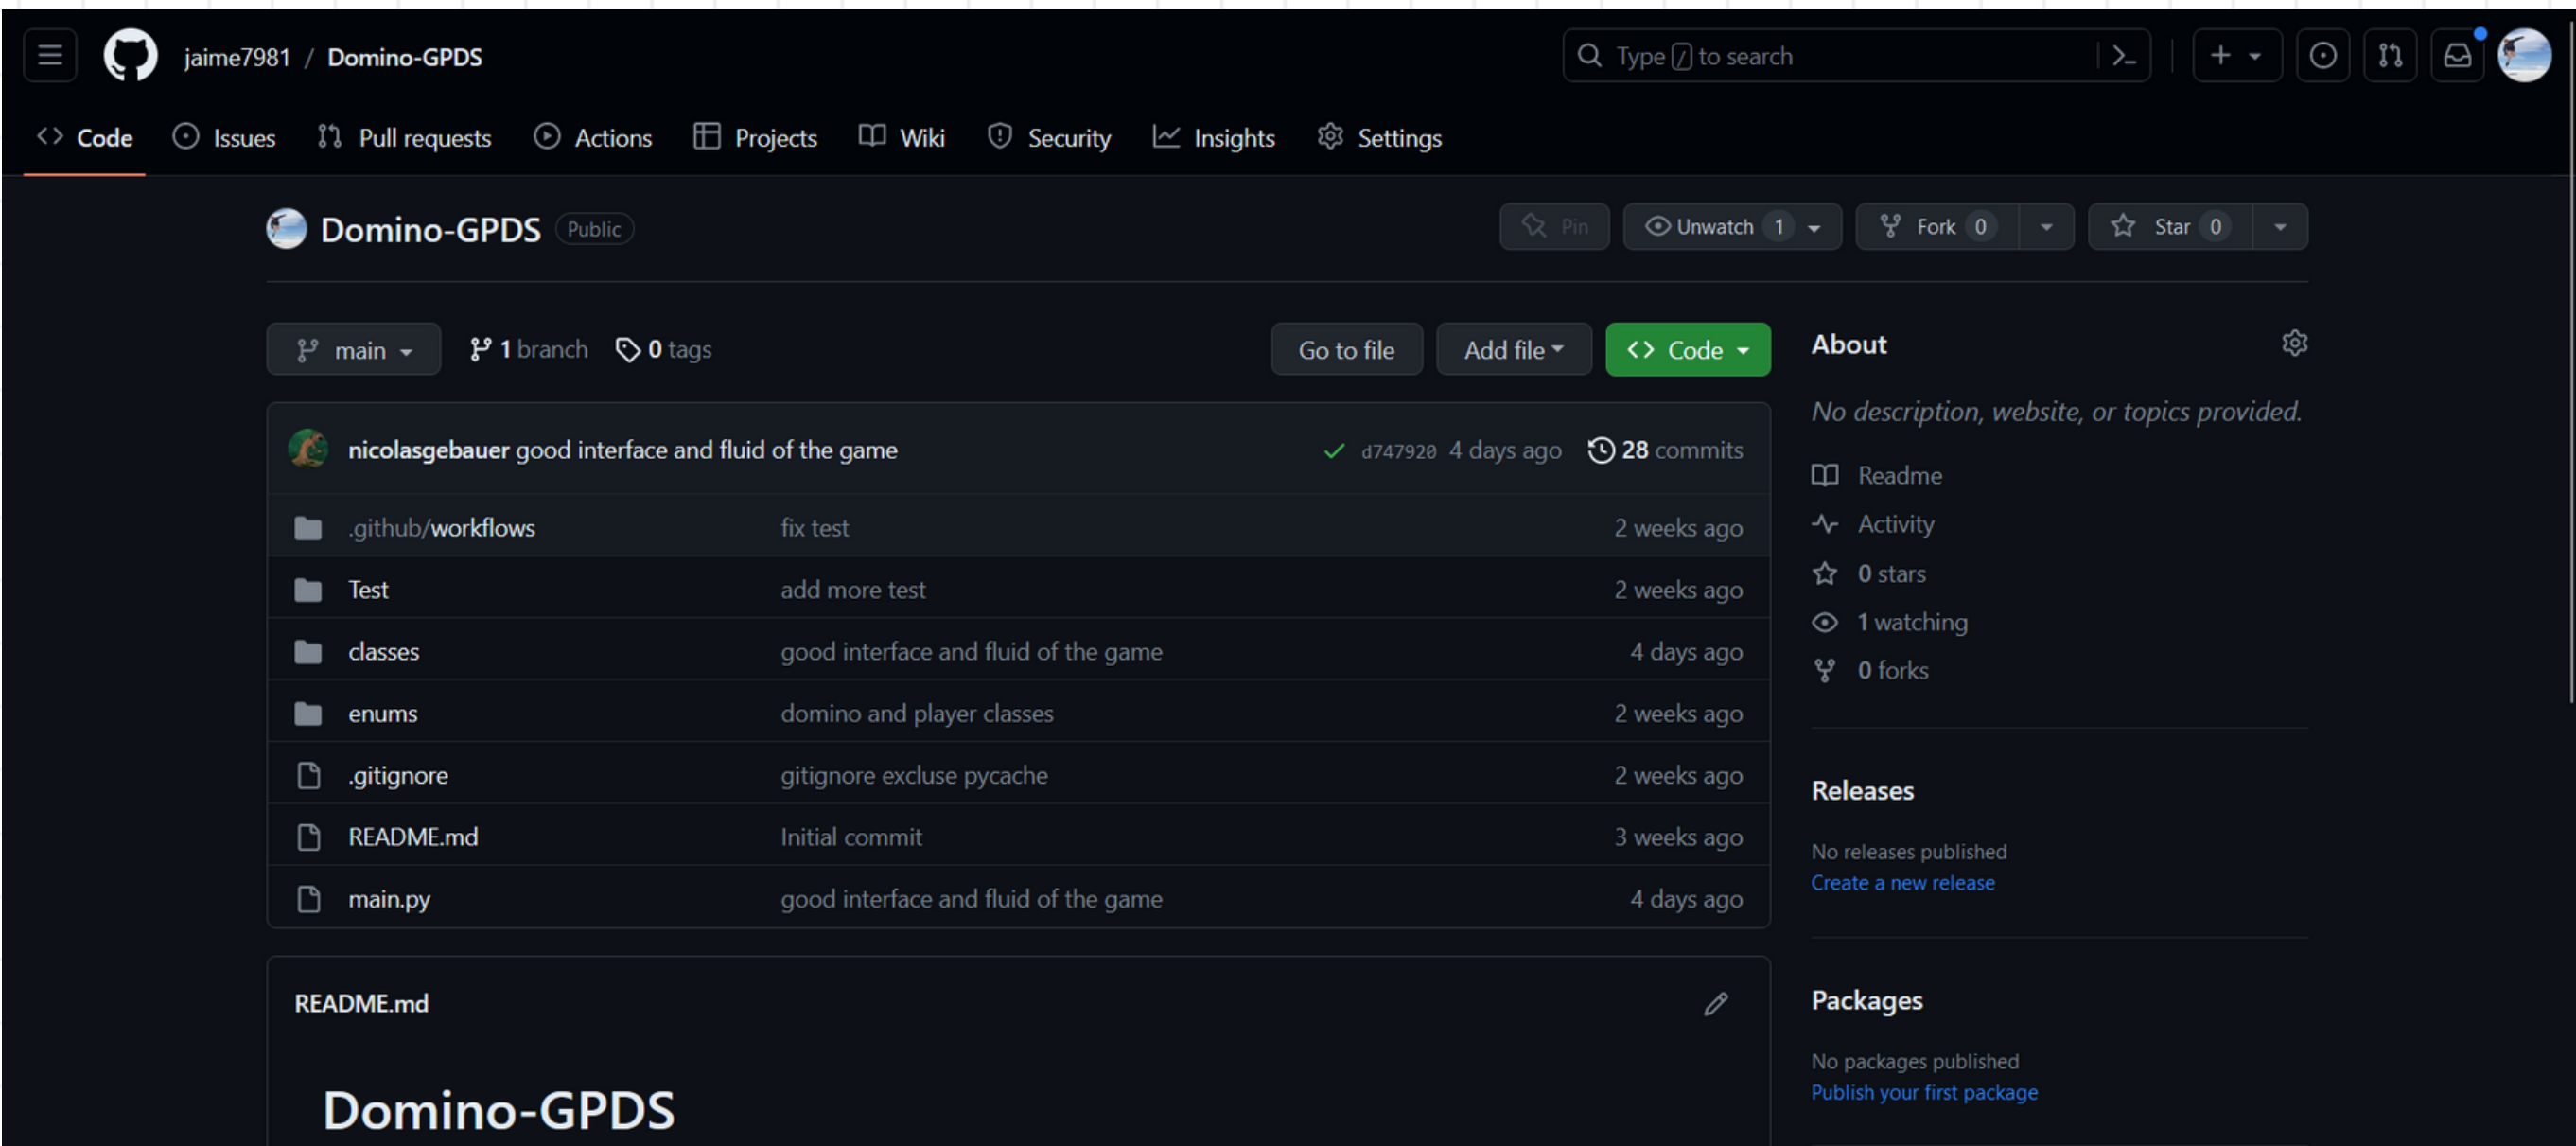 jaime7981 / Domino-GPDS
Type / to search
Code Issues Pull requests Actions Projects Wiki Security Insights Settings
Domino-GPDS Public
Pin Unwatch 1 Fork 0 Star 0
main 1 branch 0 tags
Go to file Add file Code
nicolasgebauer good interface and fluid of the game d747920 4 days ago 28 commits
.github/workflows fix test 2 weeks ago
Test add more test 2 weeks ago
classes good interface and fluid of the game 4 days ago
enums domino and player classes 2 weeks ago
.gitignore gitignore excluse pycache 2 weeks ago
README.md Initial commit 3 weeks ago
main.py good interface and fluid of the game 4 days ago
README.md
Domino-GPDS
About
No description, website, or topics provided.
Readme
Activity
0 stars
1 watching
0 forks
Releases
No releases published
Create a new release
Packages
No packages published
Publish your first package